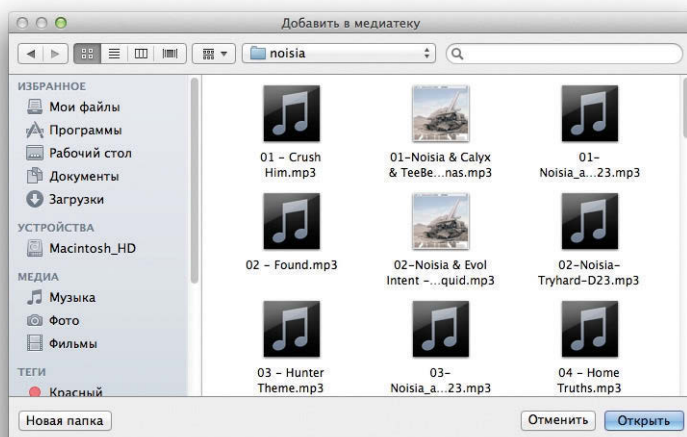 Добавить в медиатеку
noisia
ИЗБРАННОЕ
Мои файлы
Программы
Рабочий стол
Документы
Загрузки
УСТРОЙСТВА
Macintosh_HD
МЕДИА
Музыка
Фото
Фильмы
ТЕГИ
Красный
01 - Crush
Him.mp3
01-Noisia & Calyx
& TeeBe...nas.mp3
01-
Noisia_a...23.mp3
02 - Found.mp3
02-Noisia & Evol
Intent -...quid.mp3
02-Noisia-
Tryhard-D23.mp3
03 - Hunter
Theme.mp3
03-
Noisia_a...23.mp3
04 - Home
Truths.mp3
Новая папка
Отменить
Открыть